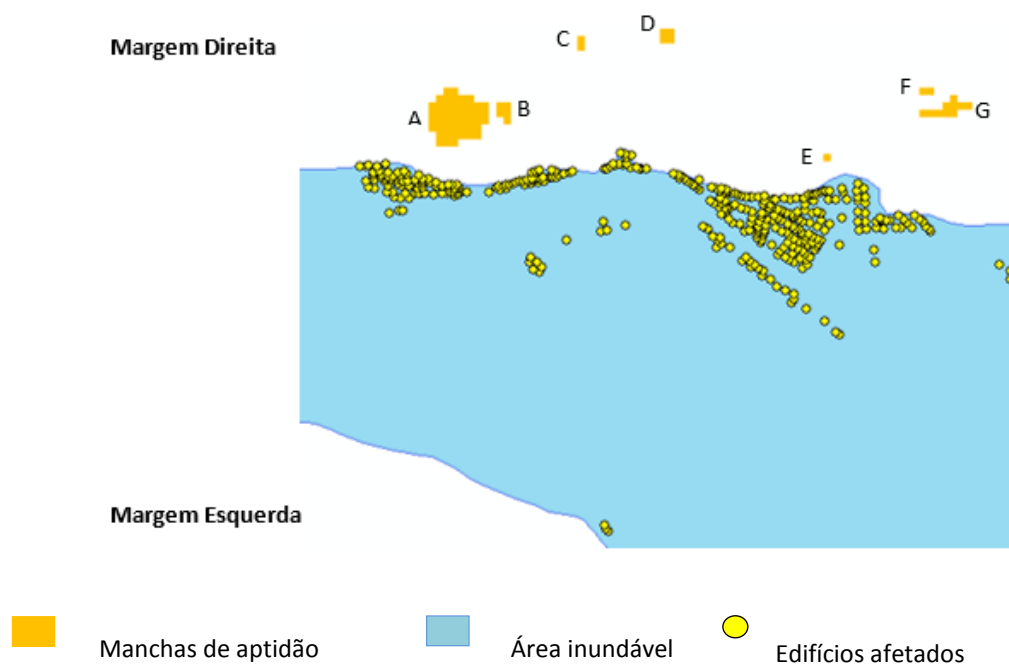 Margem Direita
C
D
A
B
F
G
E
Margem Esquerda
Manchas de aptidão
Área inundável
Edifícios afetados